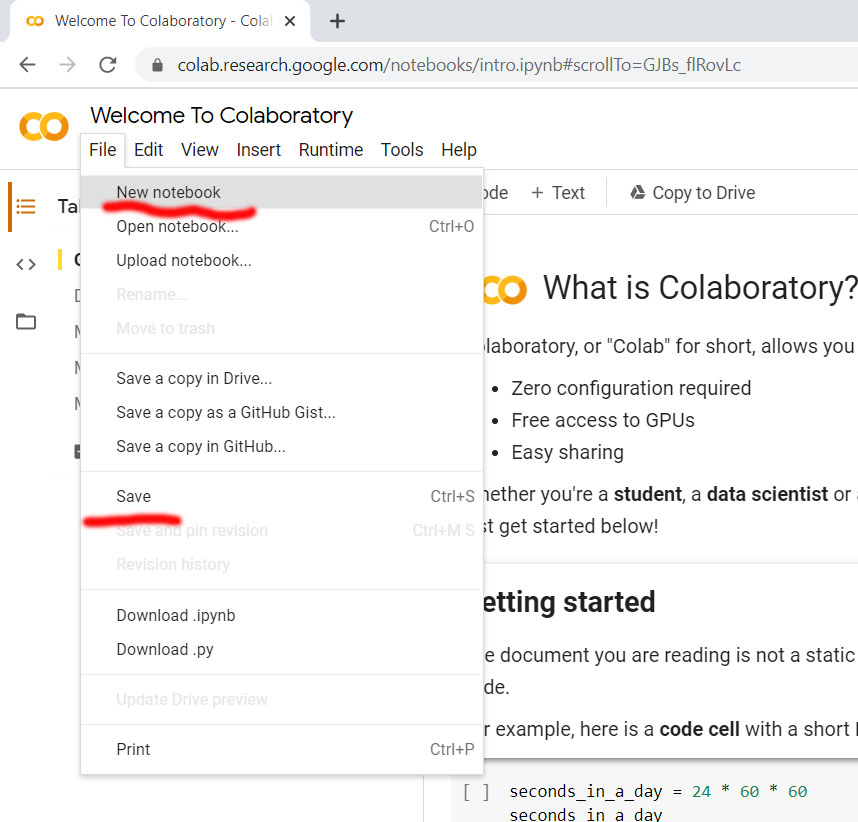 Welcome To Colaboratory - Cola
colab.research.google.com/notebooks/intro.ipynb#scrollTo=GJBs_flRovLc
Welcome To Colaboratory
File Edit View Insert Runtime Tools Help
New notebook
Open notebook... Ctrl+O
Upload notebook...
Rename...
Move to trash
Save a copy in Drive...
Save a copy as a GitHub Gist...
Save a copy in GitHub...
Save Ctrl+S
Save and pin revision Ctrl+M S
Revision history
Download .ipynb
Download .py
Update Drive preview
Print Ctrl+P
Tal
ode + Text Copy to Drive
What is Colaboratory?
laboratory, or "Colab" for short, allows you
• Zero configuration required
• Free access to GPUs
• Easy sharing
hether you're a student, a data scientist or
st get started below!
etting started
e document you are reading is not a static
de.
r example, here is a code cell with a short
[ ] seconds_in_a_day = 24 * 60 * 60
seconds_in_a_day